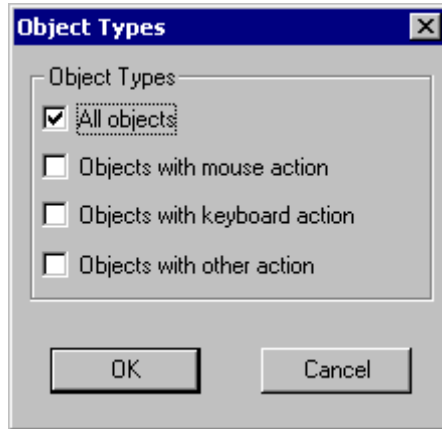 Object Types
Object Types
All objects
Objects with mouse action
Objects with keyboard action
Objects with other action
OK Cancel